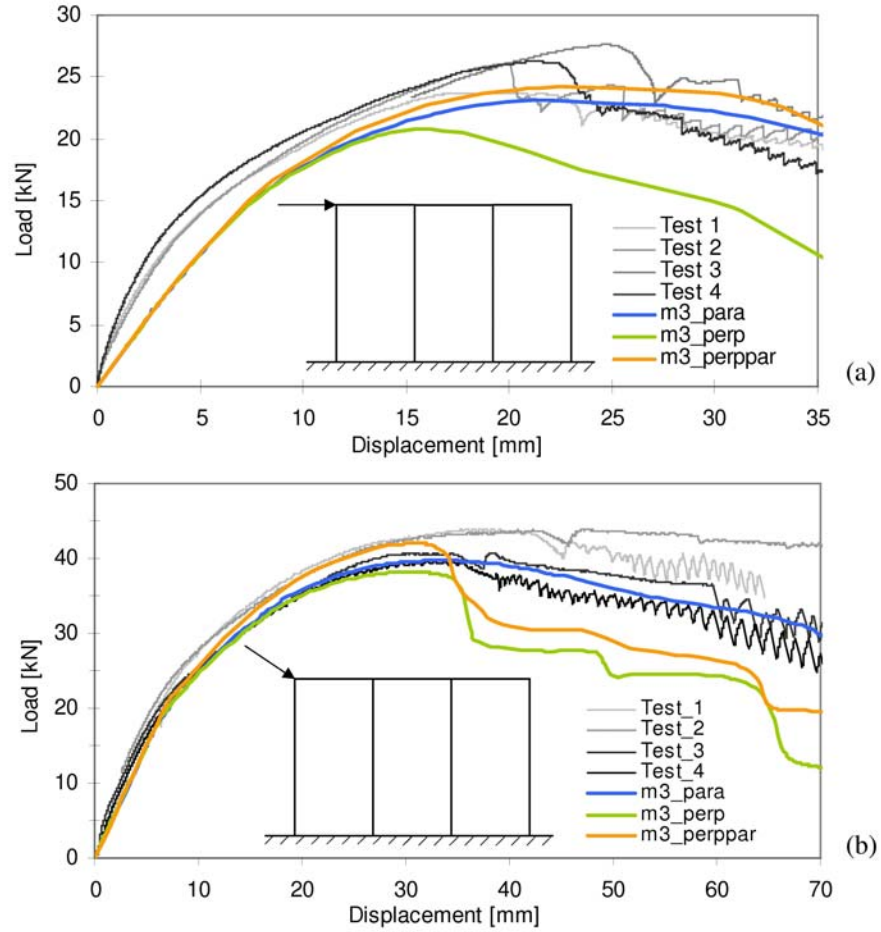 30
25
20
15
10
5
0
Load [kN]
Test 1
Test 2
Test 3
Test 4
m3_para
m3_perp
m3_perppar
0 5 10 15 20 25 30 35
Displacement [mm]
(a)
50
40
30
20
10
0
Load [kN]
Test_1
Test_2
Test_3
Test_4
m3_para
m3_perp
m3_perppar
0 10 20 30 40 50 60 70
Displacement [mm]
(b)